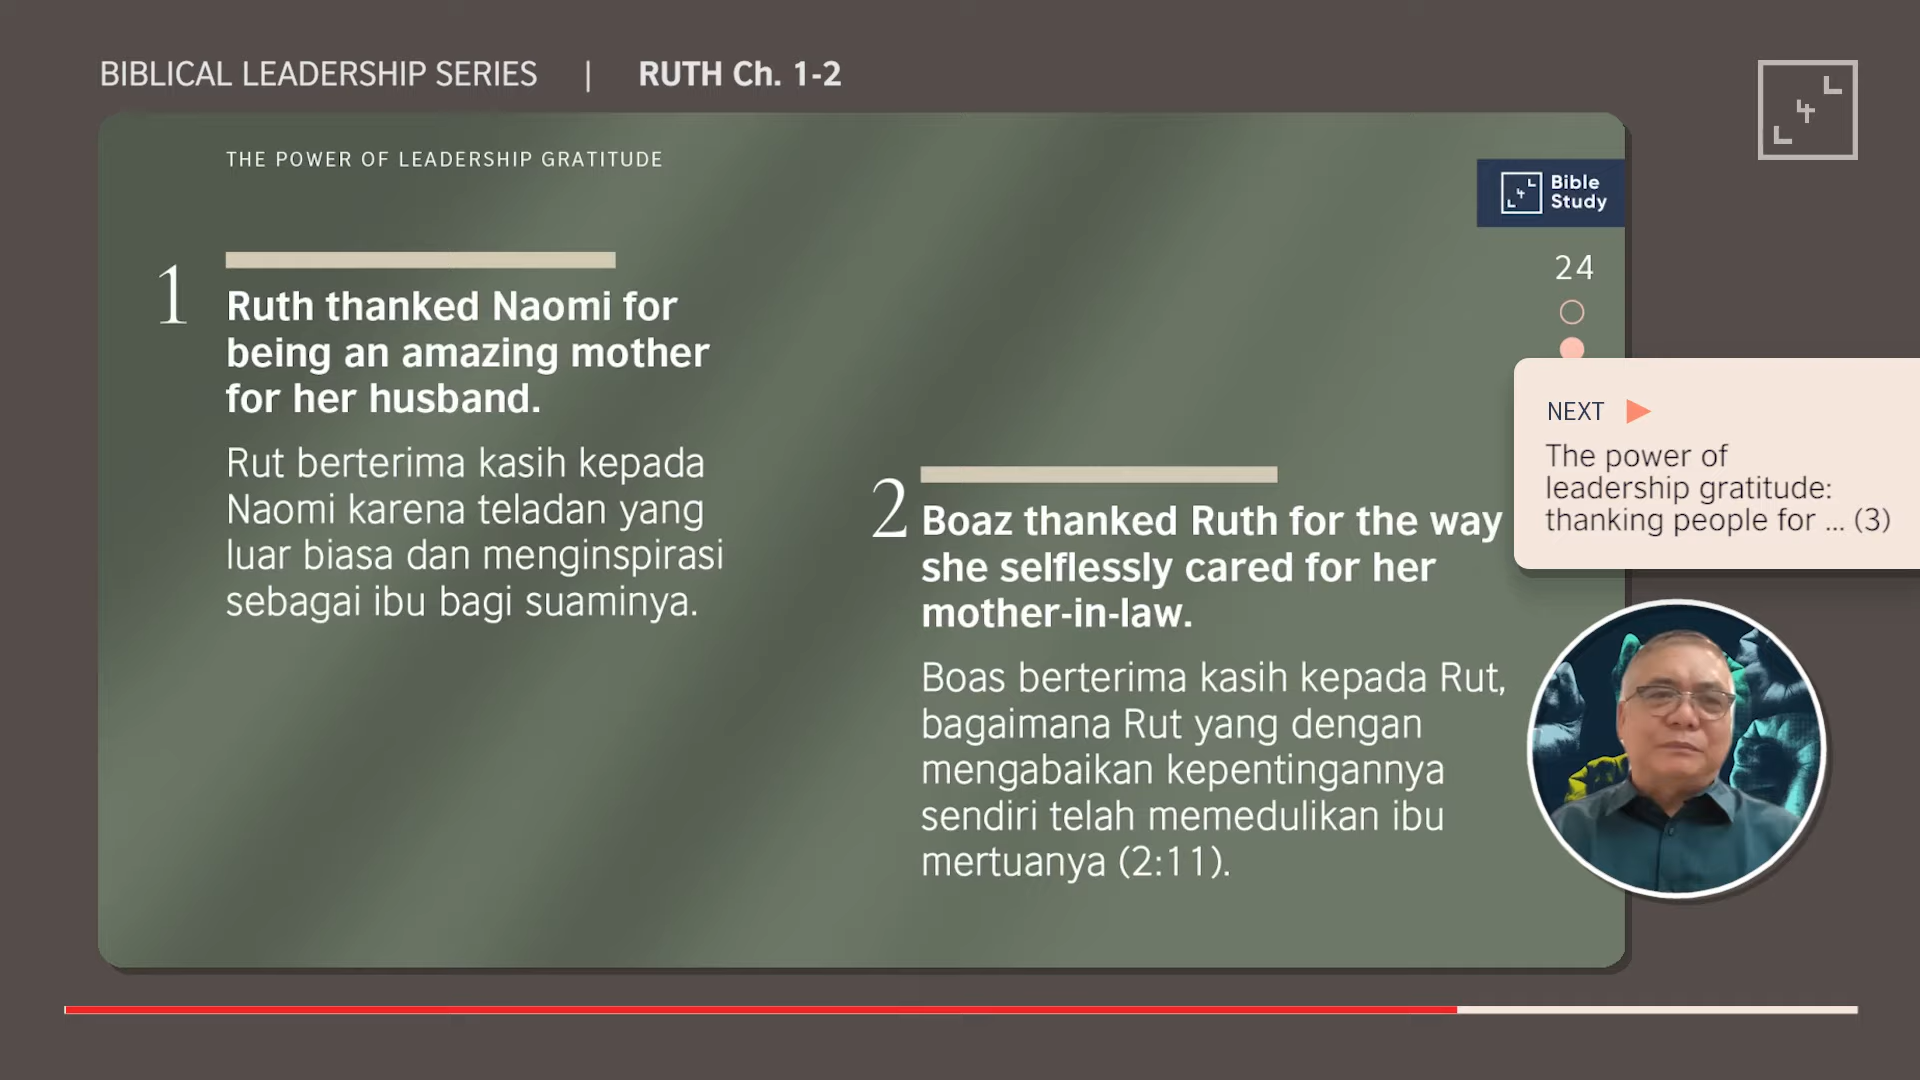 BIBLICAL LEADERSHIP SERIES | RUTH Ch. 1-2
THE POWER OF LEADERSHIP GRATITUDE
Bible
Study
24
1
Ruth thanked Naomi for
being an amazing mother
for her husband.
Rut berterima kasih kepada
Naomi karena teladan yang
luar biasa dan menginspirasi
sebagai ibu bagi suaminya.
2
Boaz thanked Ruth for the way
she selflessly cared for her
mother-in-law.
Boas berterima kasih kepada Rut,
bagaimana Rut yang dengan
mengabaikan kepentingannya
sendiri telah memedulikan ibu
mertuanya (2:11).
NEXT
The power of
leadership gratitude:
thanking people for ... (3)